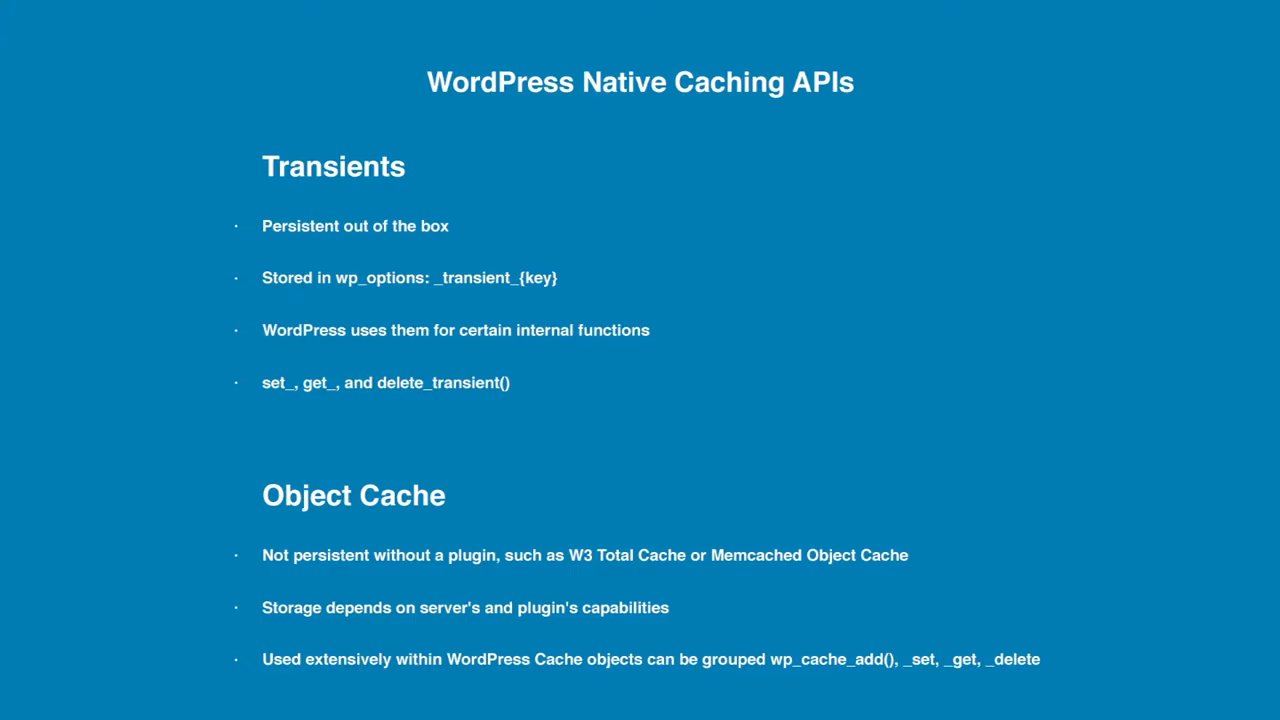 WordPress Native Caching APIs
Transients
· Persistent out of the box
· Stored in wp_options: _transient_{key}
· WordPress uses them for certain internal functions
· set_, get_, and delete_transient()
Object Cache
· Not persistent without a plugin, such as W3 Total Cache or Memcached Object Cache
· Storage depends on server's and plugin's capabilities
· Used extensively within WordPress Cache objects can be grouped wp_cache_add(), _set, _get, _delete